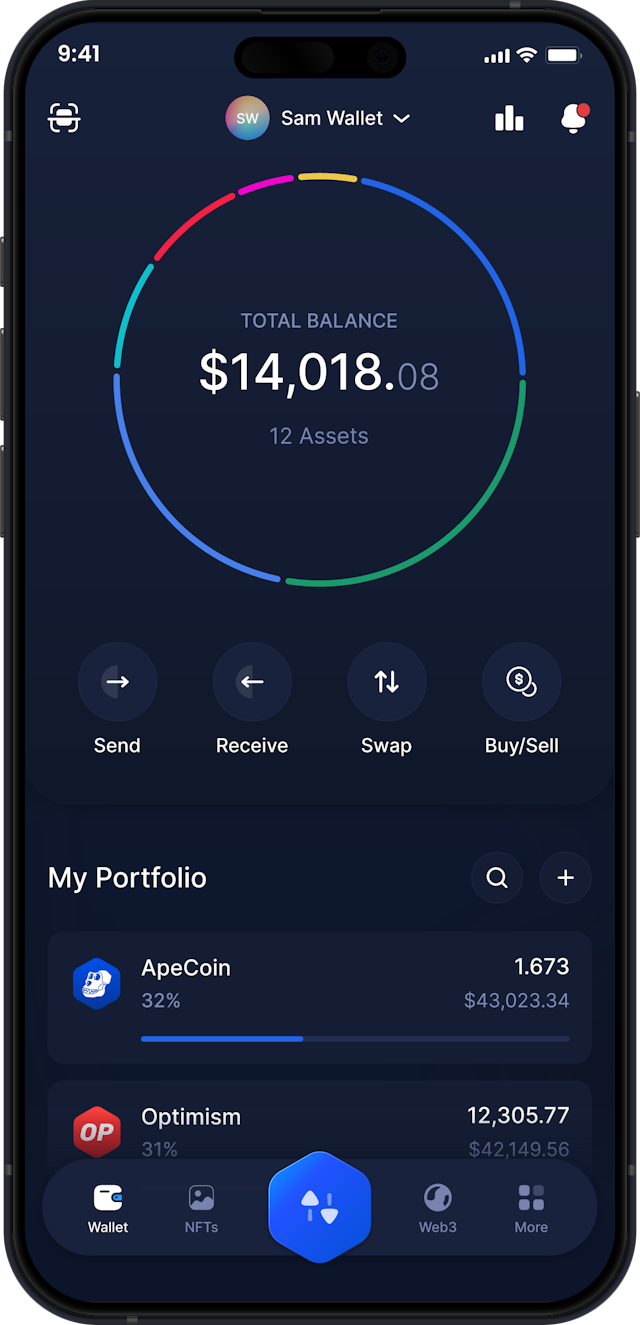 9:41
SW
Sam Wallet
TOTAL BALANCE
$14,018.08
12 Assets
$
Send
Receive
Swap
Buy/Sell
My Portfolio
ApeCoin
1.673
32%
$43,023.34
OP
Optimism
12,305.77
31%
$42,149.56
Wallet
NFTs
Web3
More